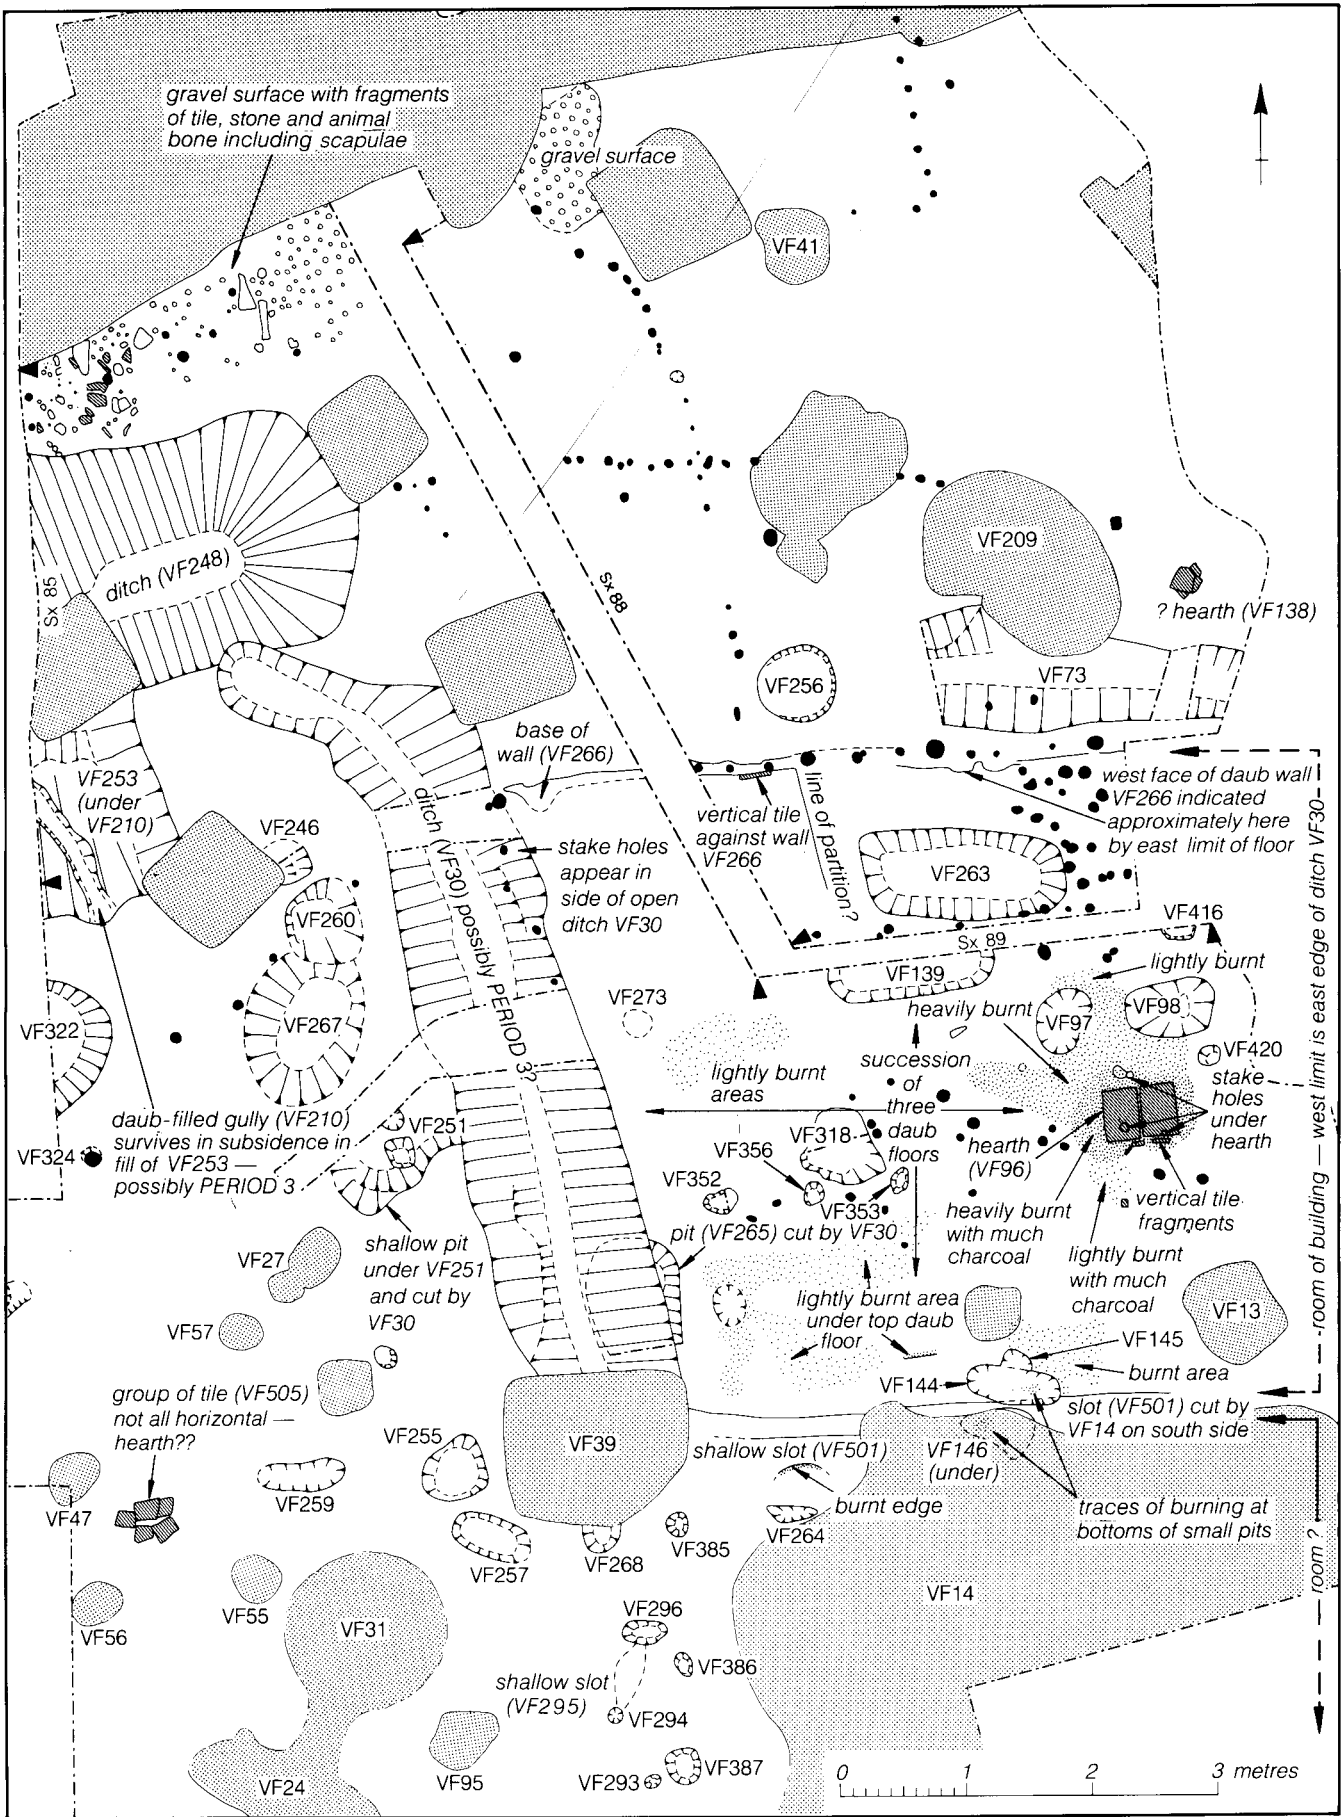 gravel surface with fragments
of tile, stone and animal
bone including scapulae
gravel surface
VF41
Sx 85
ditch (VF248)
Sx 88
VF209
? hearth (VF138)
VF256
VF73
base of
wall (VF266)
VF253
(under
VF210)
VF246
ditch (VF30) possibly PERIOD 3?
stake holes
appear in
side of open
ditch VF30
vertical tile
against wall
VF266
line of partition?
west face of daub wall
VF266 indicated
approximately here
by east limit of floor
VF263
VF260
VF416
Sx 89
VF139
lightly burnt
VF273
heavily burnt
VF97
VF98
VF322
VF267
VF420
lightly burnt
areas
succession
of
three
daub
floors
stake
holes
under
hearth
daub-filled gully (VF210)
survives in subsidence in
fill of VF253 —
possibly PERIOD 3
VF251
VF324
VF318
VF356
hearth
(VF96)
VF352
VF353
vertical tile
fragments
pit (VF265) cut by VF30
heavily burnt
with much
charcoal
lightly burnt
with much
charcoal
VF27
shallow pit
under VF251
and cut by
VF30
lightly burnt area
under top daub
floor
VF13
VF57
VF145
burnt area
VF144
group of tile (VF505)
not all horizontal —
hearth??
slot (VF501) cut by
VF14 on south side
room of building — west limit is east edge of ditch VF30
VF255
VF39
shallow slot (VF501)
VF146
(under)
VF259
VF47
burnt edge
traces of burning at
bottoms of small pits
VF264
VF385
VF268
VF257
room ?
VF14
VF55
VF56
VF31
VF296
VF386
shallow slot
(VF295)
VF294
VF387
VF293
VF95
VF24
0 1 2 3 metres